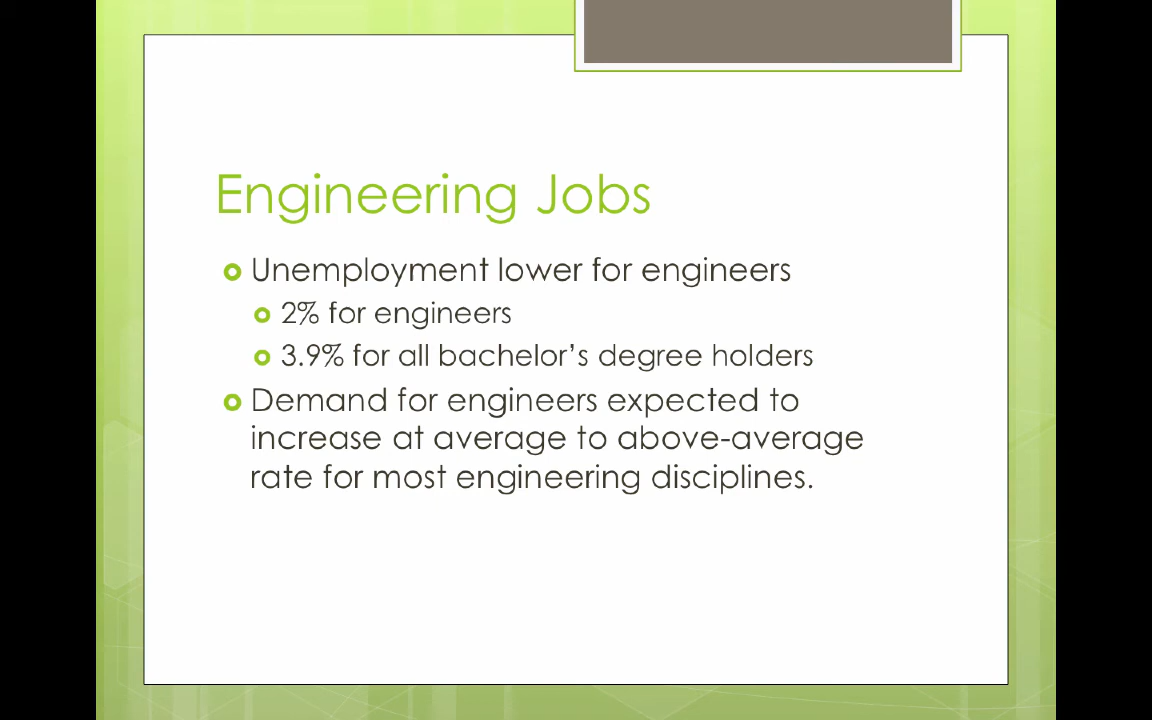 Engineering Jobs
Unemployment lower for engineers
2% for engineers
3.9% for all bachelor’s degree holders
Demand for engineers expected to
increase at average to above-average
rate for most engineering disciplines.